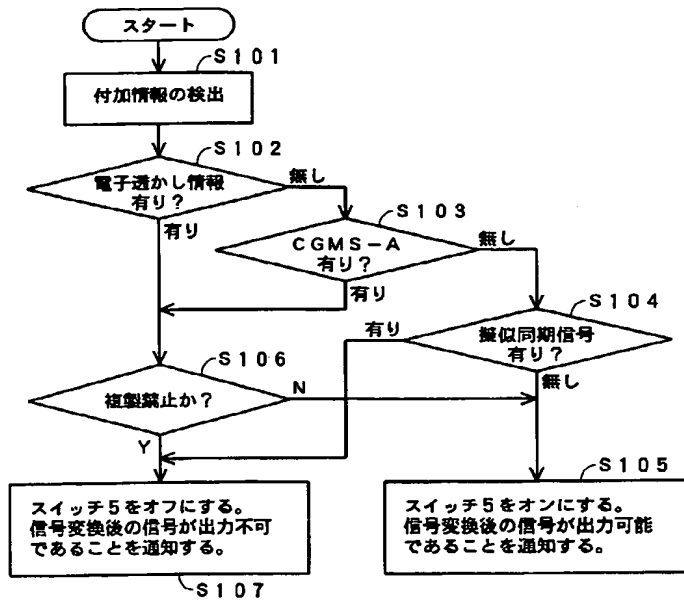 スタート
S101
付加情報の検出
S102
電子透かし情報
有り？
無し
有り
S103
CGMS-A
有り？
無し
有り
S104
擬似同期信号
有り？
有り
無し
S106
複製禁止か？
N
Y
S105
スイッチ5をオンにする。
信号変換後の信号が出力可能
であることを通知する。
スイッチ5をオフにする。
信号変換後の信号が出力不可
であることを通知する。
S107